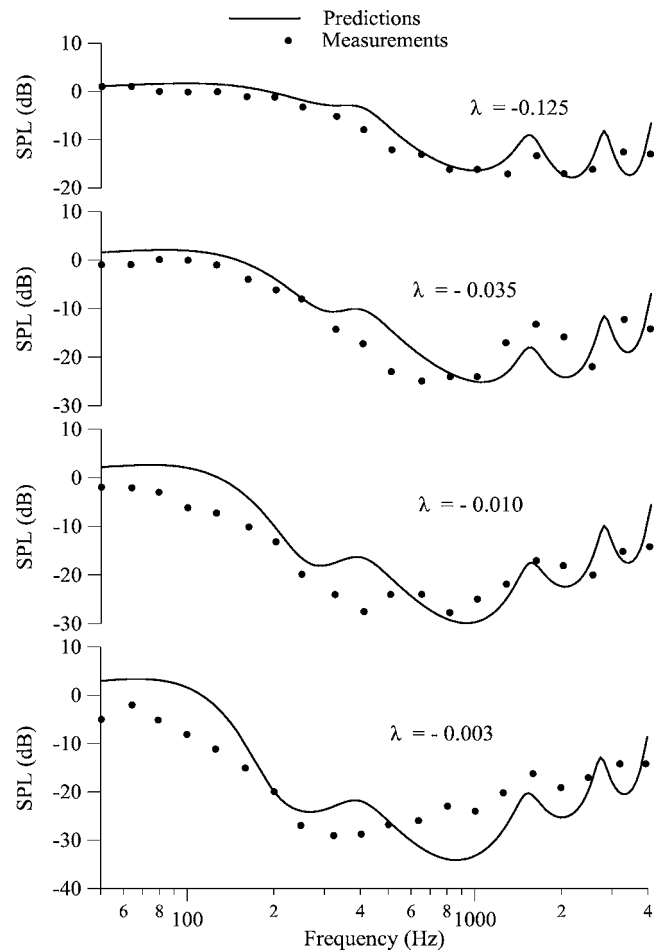 Predictions
Measurements
10
0
-10
-20
SPL (dB)
λ = -0.125
10
0
-10
-20
-30
SPL (dB)
λ = - 0.035
10
0
-10
-20
-30
SPL (dB)
λ = - 0.010
10
0
-10
-20
-30
-40
SPL (dB)
λ = - 0.003
6 8 100 2 4 6 8 1000 2 4
Frequency (Hz)